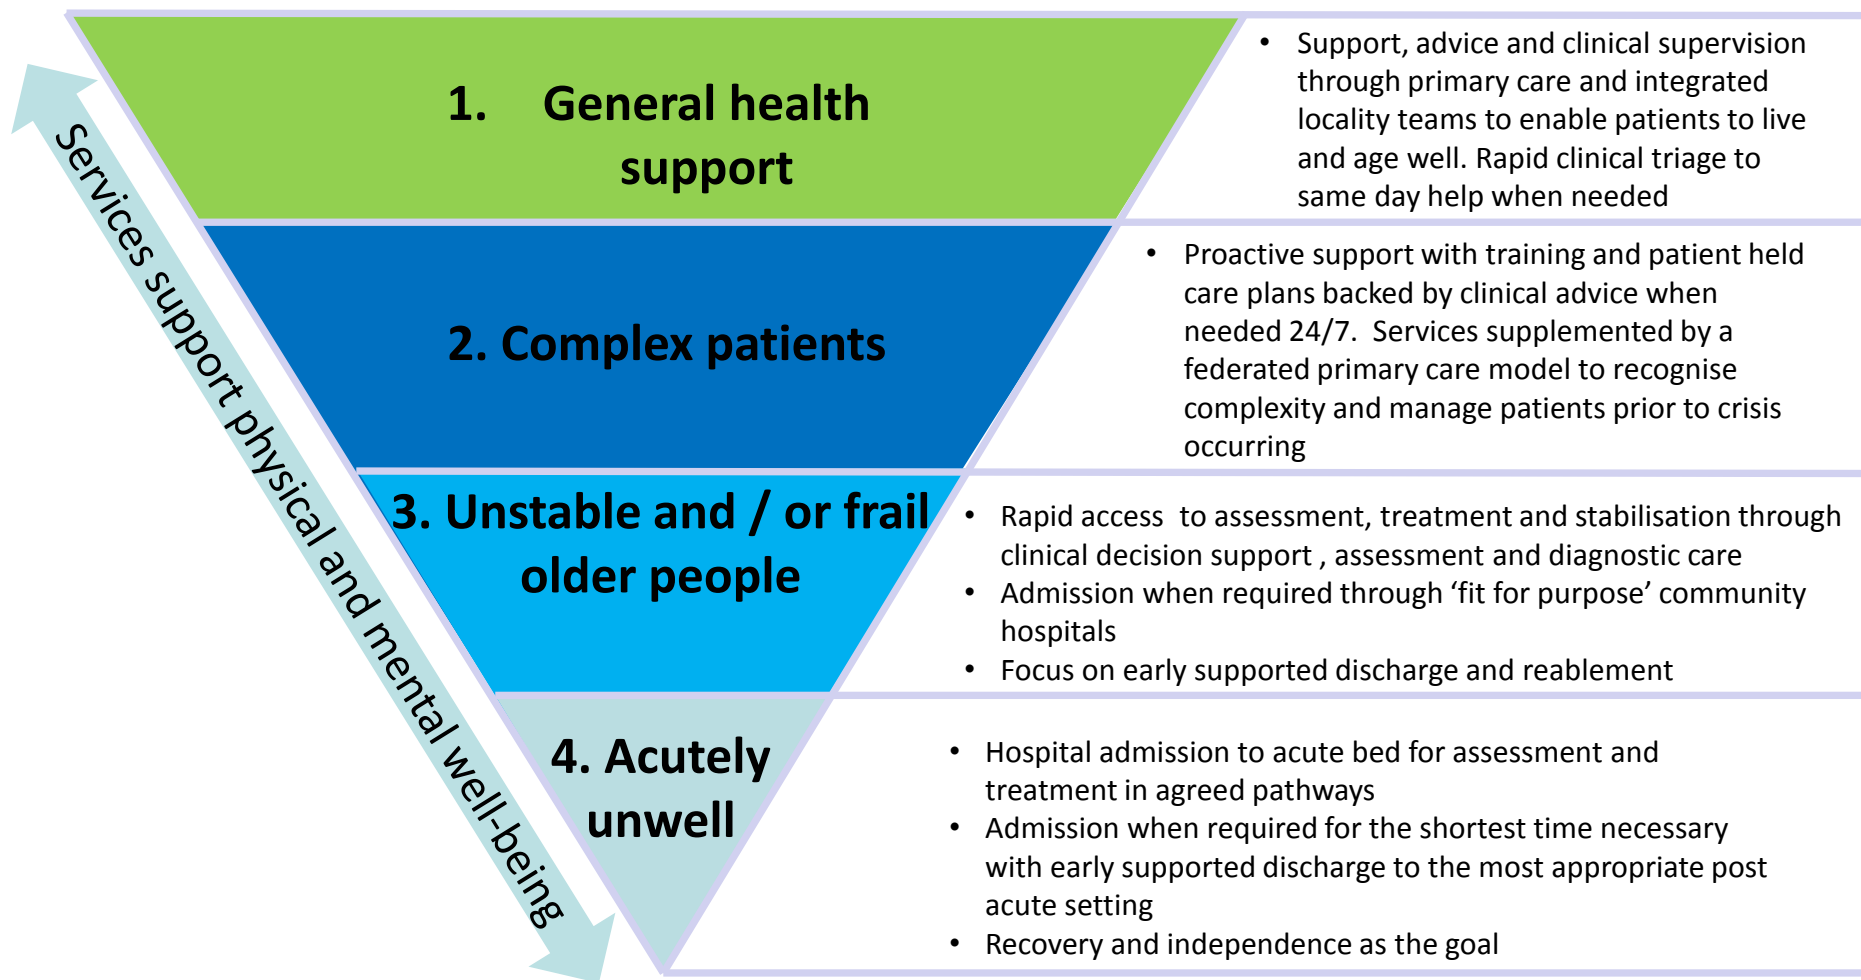 1. General health
support
• Support, advice and clinical supervision
through primary care and integrated
locality teams to enable patients to live
and age well. Rapid clinical triage to
same day help when needed
2. Complex patients
• Proactive support with training and patient held
care plans backed by clinical advice when
needed 24/7.  Services supplemented by a
federated primary care model to recognise
complexity and manage patients prior to crisis
occurring
3. Unstable and / or frail
older people
• Rapid access  to assessment, treatment and stabilisation through
clinical decision support , assessment and diagnostic care
• Admission when required through ‘fit for purpose’ community
hospitals
• Focus on early supported discharge and reablement
4. Acutely
unwell
• Hospital admission to acute bed for assessment and
treatment in agreed pathways
• Admission when required for the shortest time necessary
with early supported discharge to the most appropriate post
acute setting
• Recovery and independence as the goal
Services support physical and mental well-being